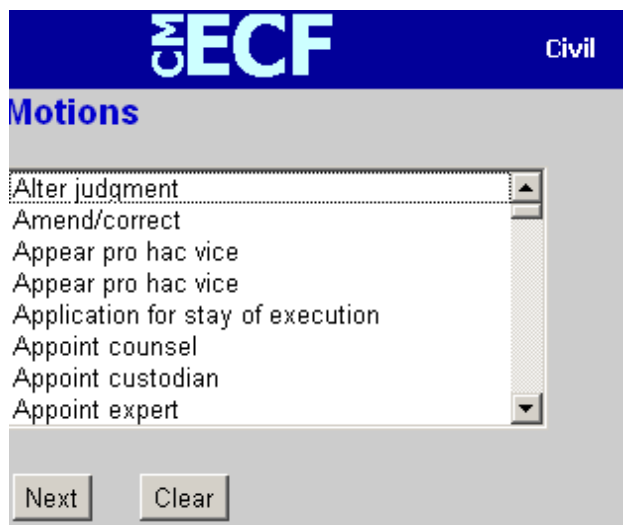 CM ECF Civil
Motions
Alter judgment
Amend/correct
Appear pro hac vice
Appear pro hac vice
Application for stay of execution
Appoint counsel
Appoint custodian
Appoint expert
Next Clear